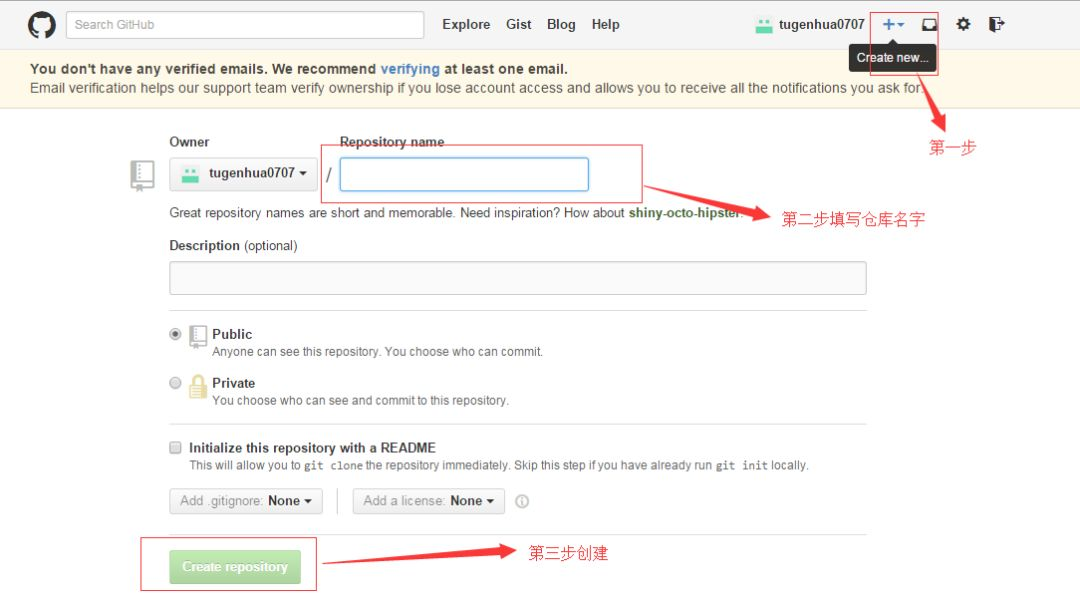 Search GitHub
Explore Gist Blog Help
tugenhua0707
Create new...
You don't have any verified emails. We recommend verifying at least one email.
Email verification helps our support team verify ownership if you lose account access and allows you to receive all the notifications you ask for.
第一步
Owner
Repository name
tugenhua0707 /
Great repository names are short and memorable. Need inspiration? How about shiny-octo-hipster.
第二步填写仓库名字
Description (optional)
Public
Anyone can see this repository. You choose who can commit.
Private
You choose who can see and commit to this repository.
Initialize this repository with a README
This will allow you to git clone the repository immediately. Skip this step if you have already run git init locally.
Add .gitignore: None
Add a license: None
Create repository
第三步创建